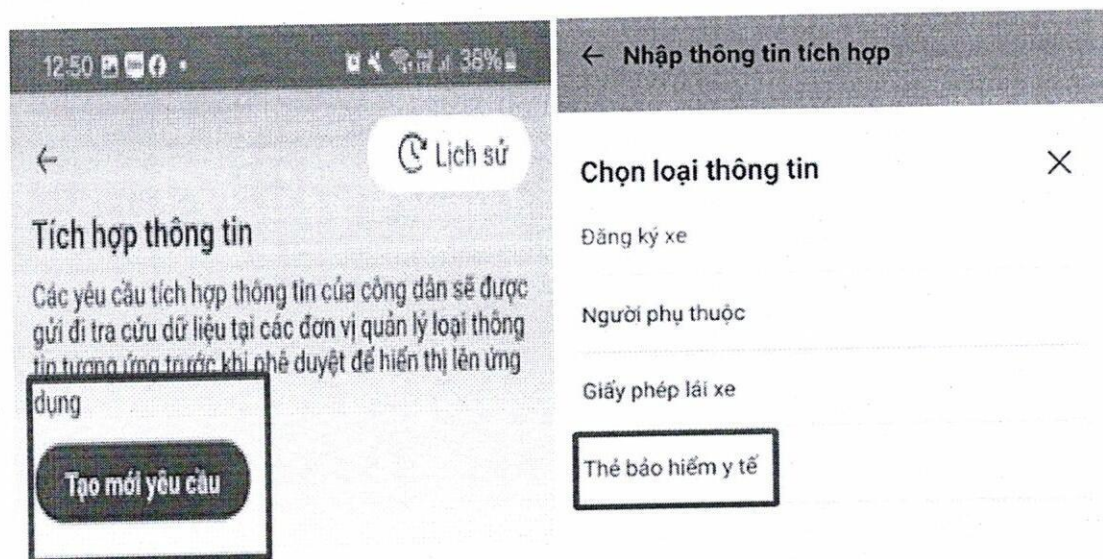 12:50
38%
Lịch sử
Tích hợp thông tin
Các yêu cầu tích hợp thông tin của công dân sẽ được
gửi đi tra cứu dữ liệu tại các đơn vị quản lý loại thông
tin tương ứng trước khi phê duyệt để hiển thị lên ứng
dụng
Tạo mới yêu cầu
Nhập thông tin tích hợp
Chọn loại thông tin
Đăng ký xe
Người phụ thuộc
Giấy phép lái xe
Thẻ bảo hiểm y tế